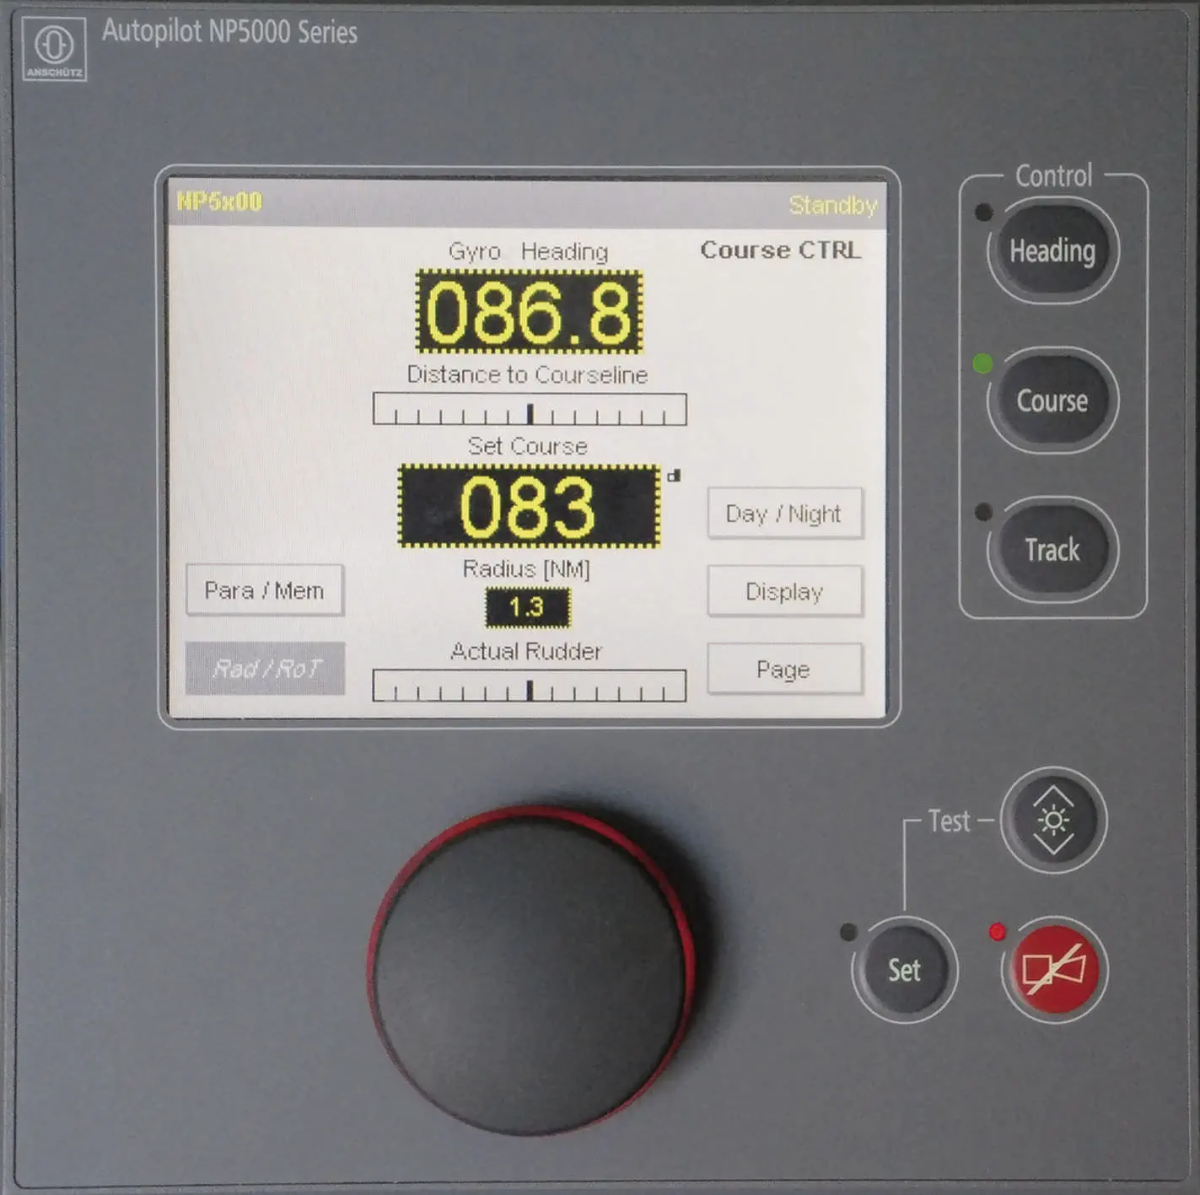 ANSCHÜTZ
Autopilot NP5000 Series
NP5x00
Standby
Gyro Heading
Course CTRL
086.8
Distance to Courseline
Set Course
083
Day / Night
Radius [NM]
Para / Mem
1.3
Display
Actual Rudder
Rad / RoT
Page
Control
Heading
Course
Track
Test
Set